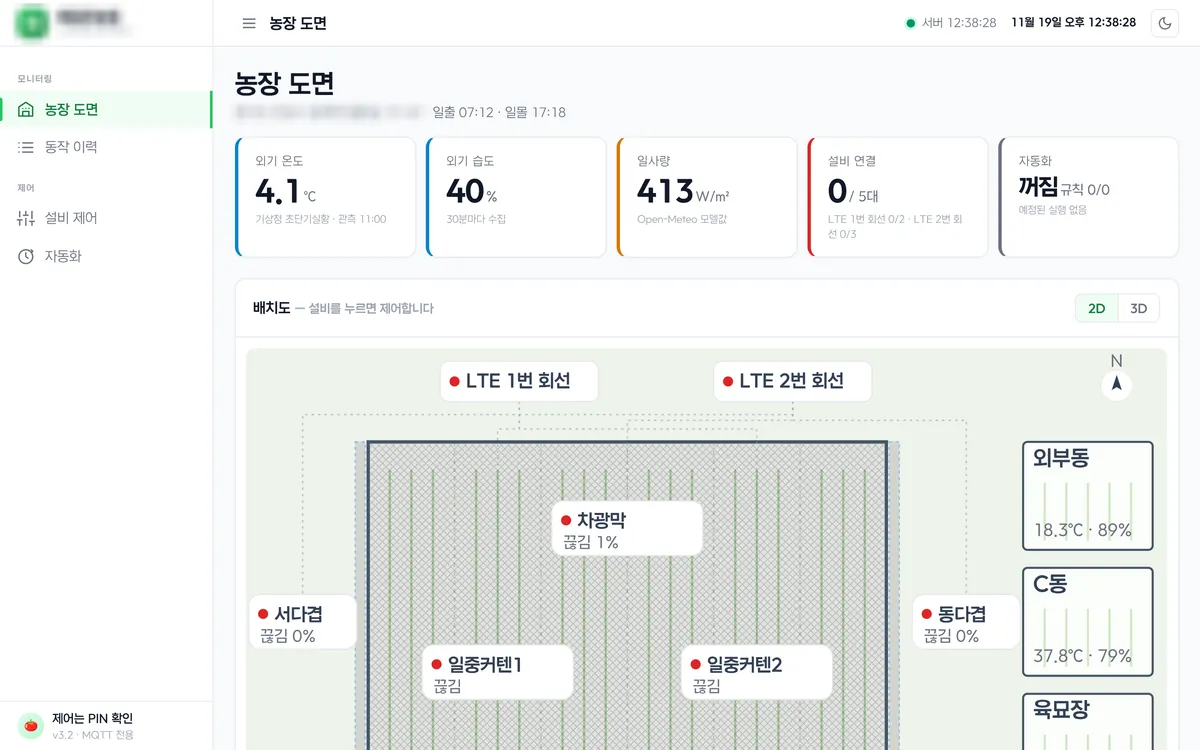 농장 도면
서버 12:38:28
11월 19일 오후 12:38:28
모니터링
농장 도면
동작 이력
제어
설비 제어
자동화
농장 도면
일출 07:12 · 일몰 17:18
외기 온도
4.1 ℃
기상청 초단기실황 · 관측 11:00
외기 습도
40 %
30분마다 수집
일사량
413 W/m²
Open-Meteo 모델값
설비 연결
0 / 5대
LTE 1번 회선 0/2 · LTE 2번 회
선 0/3
자동화
꺼짐 규칙 0/0
예정된 실행 없음
배치도 — 설비를 누르면 제어합니다
2D 3D
LTE 1번 회선
LTE 2번 회선
N
외부동
18.3℃ · 89%
차광막
끊김 1%
C동
37.8℃ · 79%
서다겹
끊김 0%
동다겹
끊김 0%
일중커텐1
끊김
일중커텐2
끊김
육묘장
제어는 PIN 확인
v3.2 · MQTT 전용